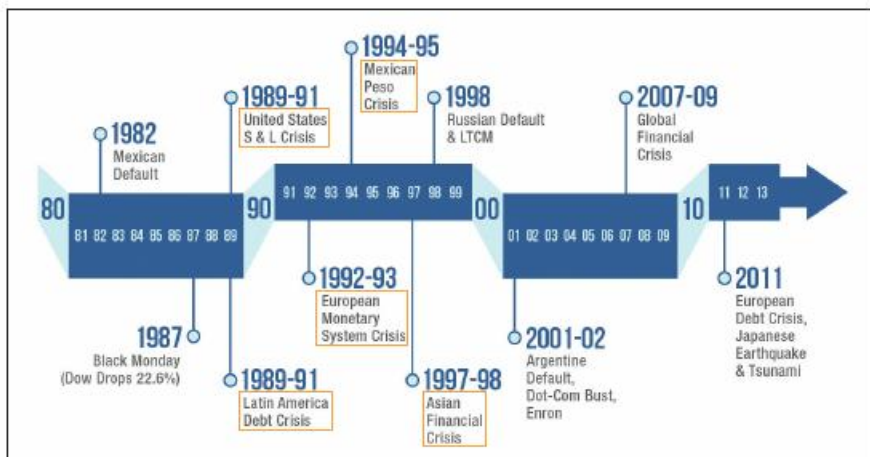 1994-95
Mexican
Peso
Crisis
1989-91
United States
S & L Crisis
1998
Russian Default
& LTCM
2007-09
Global
Financial
Crisis
1982
Mexican
Default
80
81 82 83 84 85 86 87 88 89
90
91 92 93 94 95 96 97 98 99
00
01 02 03 04 05 06 07 08 09
10
11 12 13
1987
Black Monday
(Dow Drops 22.6%)
1989-91
Latin America
Debt Crisis
1992-93
European
Monetary
System Crisis
1997-98
Asian
Financial
Crisis
2001-02
Argentine
Default,
Dot-Com Bust,
Enron
2011
European
Debt Crisis,
Japanese
Earthquake
& Tsunami